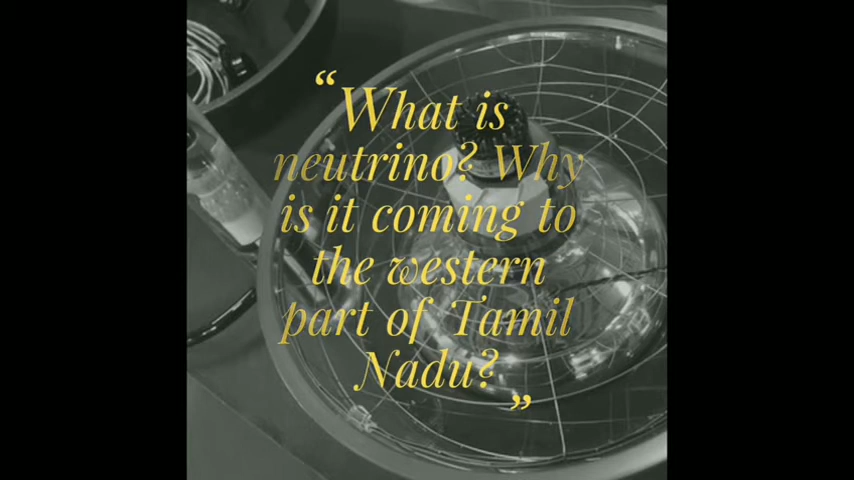 “
What is
neutrino? Why
is it coming to
the western
part of Tamil
Nadu?
”